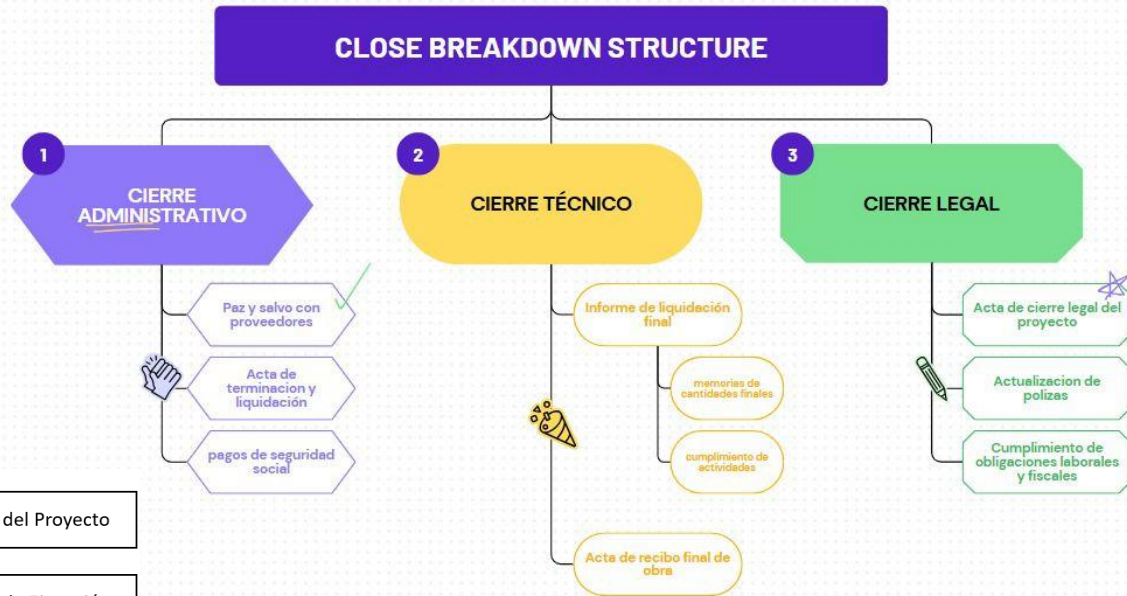 CLOSE BREAKDOWN STRUCTURE
1
CIERRE
ADMINISTRATIVO
Paz y salvo con
proveedores
Acta de
terminacion y
liquidación
pagos de seguridad
social
2
CIERRE TÉCNICO
Informe de liquidación
final
memorias de
cantidades finales
cumplimiento de
actividades
Acta de recibo final de
obra
3
CIERRE LEGAL
Acta de cierre legal del
proyecto
Actualizacion de
polizas
Cumplimiento de
obligaciones laborales
y fiscales
del Proyecto